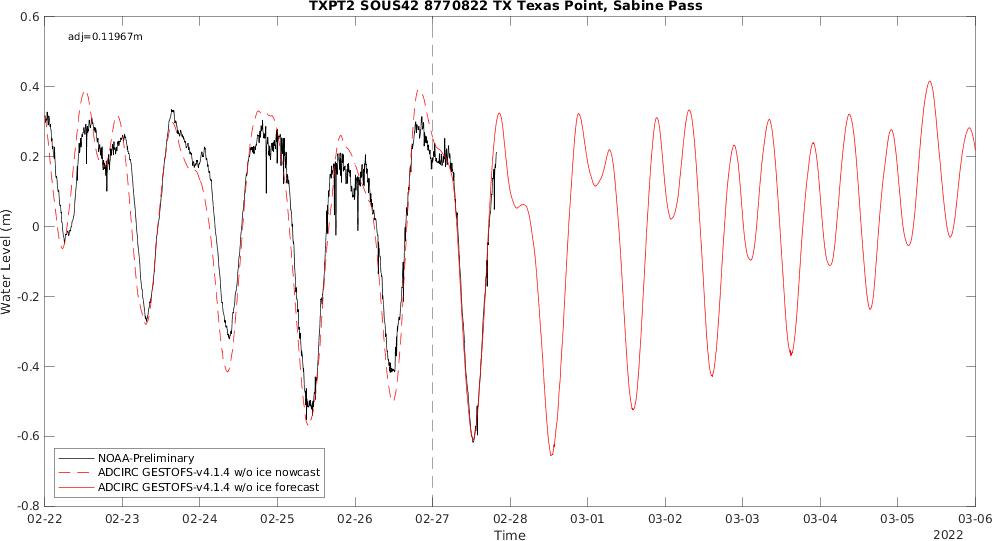 TXPT2 SOUS42 8770822 TX Texas Point, Sabine Pass
adj=0.11967m
0.6
0.4
0.2
0
-0.2
-0.4
-0.6
-0.8
Water Level (m)
NOAA-Preliminary
ADCIRC GESTOFS-v4.1.4 w/o ice nowcast
ADCIRC GESTOFS-v4.1.4 w/o ice forecast
02-22 02-23 02-24 02-25 02-26 02-27 02-28 03-01 03-02 03-03 03-04 03-05 03-06
Time
2022